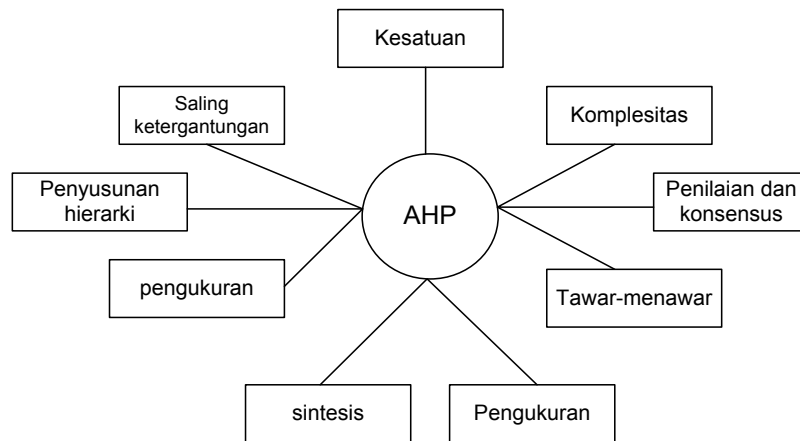 Kesatuan
Saling
ketergantungan
Komplesitas
Penyusunan
hierarki
AHP
Penilaian dan
konsensus
pengukuran
Tawar-menawar
sintesis
Pengukuran